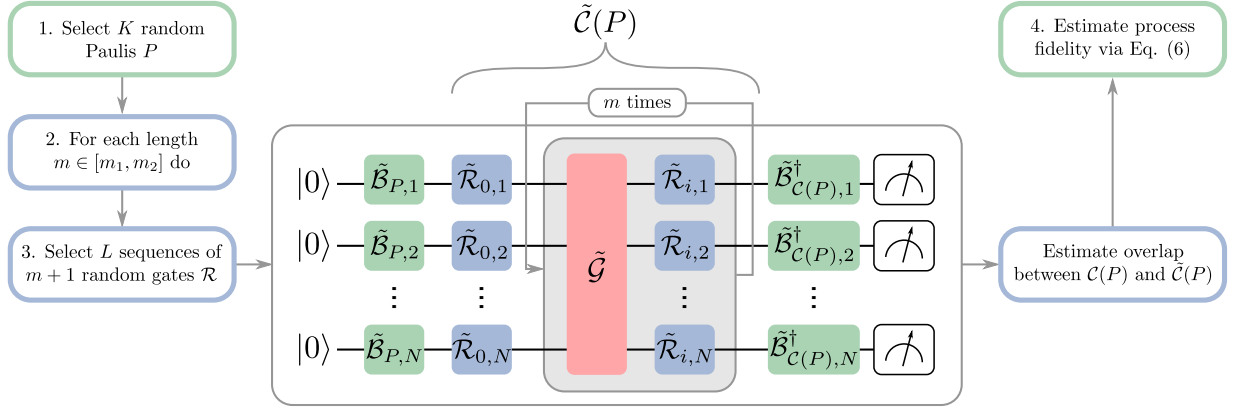 1. Select K random
Paulis P
2. For each length
m ∈ [m₁, m₂] do
3. Select L sequences of
m + 1 random gates ℛ
𝒞̃(P)
m times
|0⟩ ℬ̃_{P,1} ℛ̃_{0,1} ℛ̃_{i,1} ℬ̃†_{𝒞(P),1}
|0⟩ ℬ̃_{P,2} ℛ̃_{0,2} 𝒢̃ ℛ̃_{i,2} ℬ̃†_{𝒞(P),2}
⋮ ⋮ ⋮ ⋮
|0⟩ ℬ̃_{P,N} ℛ̃_{0,N} ℛ̃_{i,N} ℬ̃†_{𝒞(P),N}
4. Estimate process
fidelity via Eq. (6)
Estimate overlap
between 𝒞(P) and 𝒞̃(P)